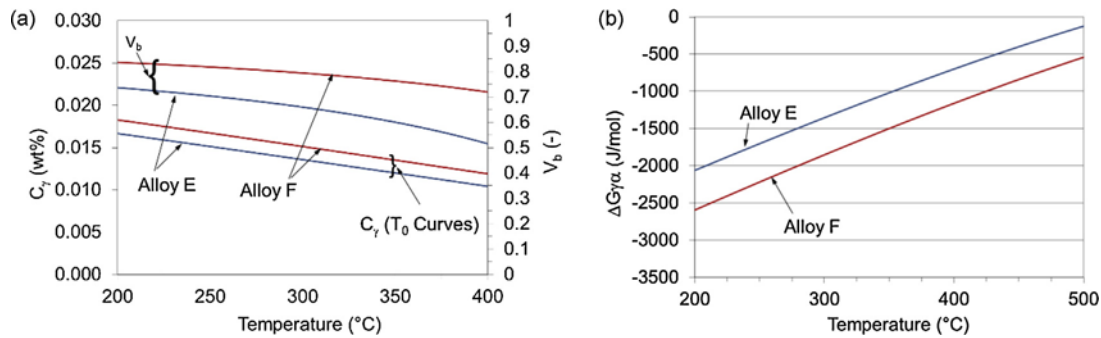 (a)
0.030
0.025
0.020
0.015
0.010
0.005
0.000
Cγ (wt%)
Vb
Alloy E
Alloy F
Cγ (T0 Curves)
200
250
300
350
400
Temperature (°C)
1
0.9
0.8
0.7
0.6
0.5
0.4
0.3
0.2
0.1
0
Vb (-)
(b)
0
-500
-1000
-1500
-2000
-2500
-3000
-3500
ΔGγα (J/mol)
Alloy E
Alloy F
200
300
400
500
Temperature (°C)